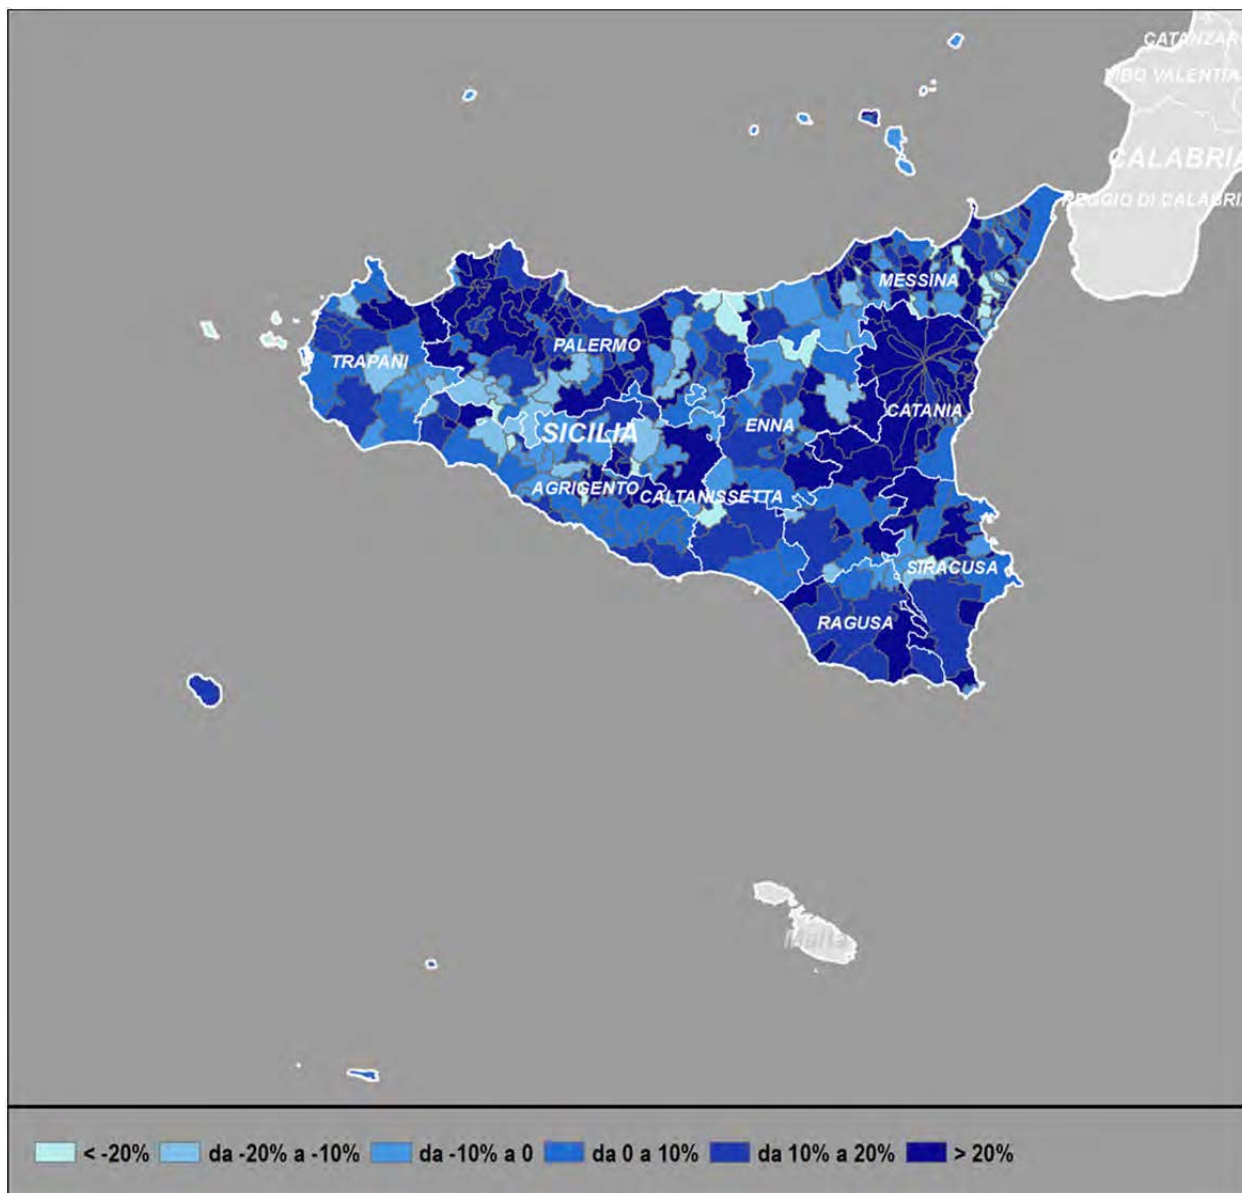 CATANZARO
VIBO VALENTIA
CALABRIA
REGGIO DI CALABRIA
MESSINA
PALERMO
TRAPANI
CATANIA
ENNA
SICILIA
AGRIGENTO
CALTANISSETTA
SIRACUSA
RAGUSA
Malta
< -20% da -20% a -10% da -10% a 0 da 0 a 10% da 10% a 20% > 20%